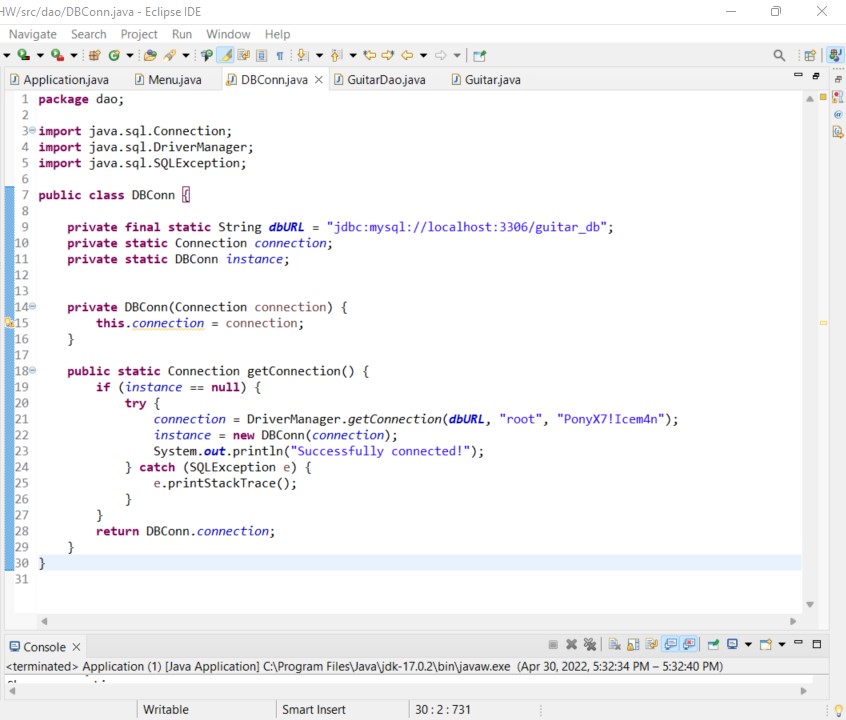 HW/src/dao/DBConn.java - Eclipse IDE
Navigate Search Project Run Window Help
Application.java Menu.java DBConn.java GuitarDao.java Guitar.java
1 package dao;
2
3 import java.sql.Connection;
4 import java.sql.DriverManager;
5 import java.sql.SQLException;
6
7 public class DBConn {
8
9 private final static String dbURL = "jdbc:mysql://localhost:3306/guitar_db";
10 private static Connection connection;
11 private static DBConn instance;
12
13
14 private DBConn(Connection connection) {
15 this.connection = connection;
16 }
17
18 public static Connection getConnection() {
19 if (instance == null) {
20 try {
21 connection = DriverManager.getConnection(dbURL, "root", "PonyX7!Icem4n");
22 instance = new DBConn(connection);
23 System.out.println("Successfully connected!");
24 } catch (SQLException e) {
25 e.printStackTrace();
26 }
27 }
28 return DBConn.connection;
29 }
30 }
31
Console
<terminated> Application (1) [Java Application] C:\Program Files\Java\jdk-17.0.2\bin\javaw.exe (Apr 30, 2022, 5:32:34 PM – 5:32:40 PM)
Writable Smart Insert 30 : 2 : 731